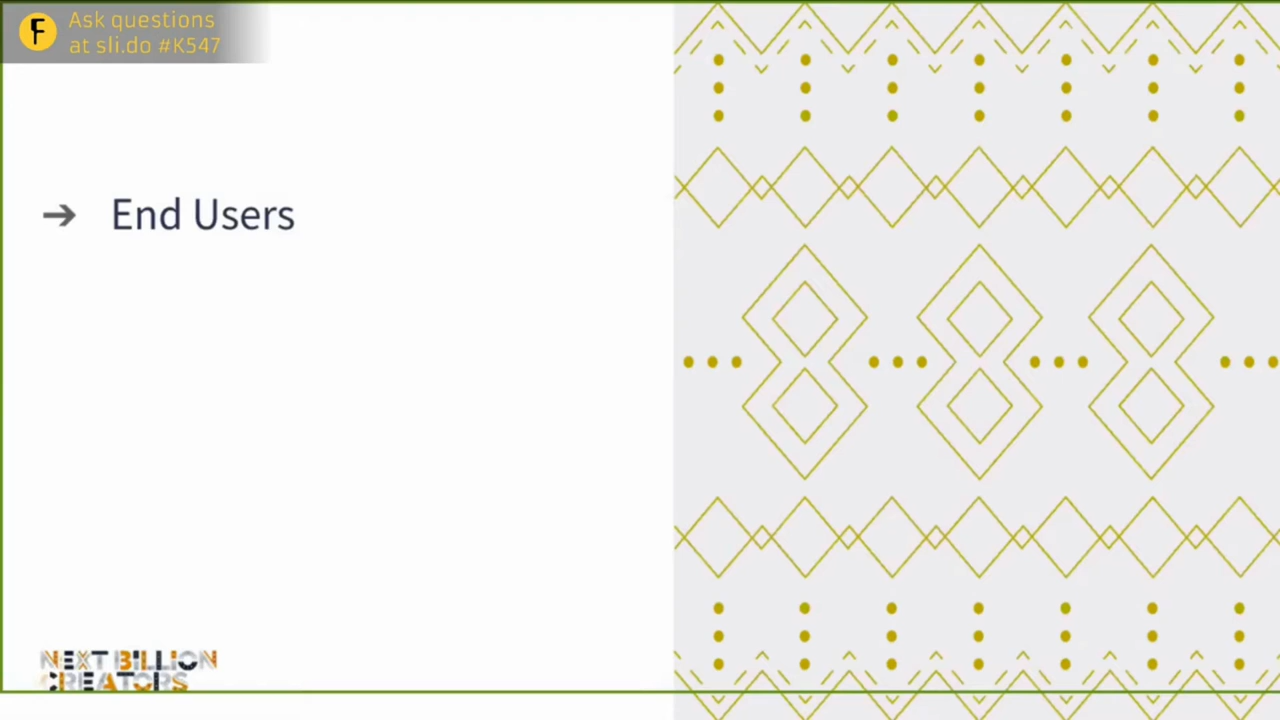 F
Ask questions
at sli.do #K547
End Users
NEXT BILLION
CREATORS